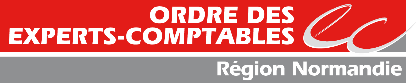 ORDRE DES
EXPERTS-COMPTABLES
Région Normandie